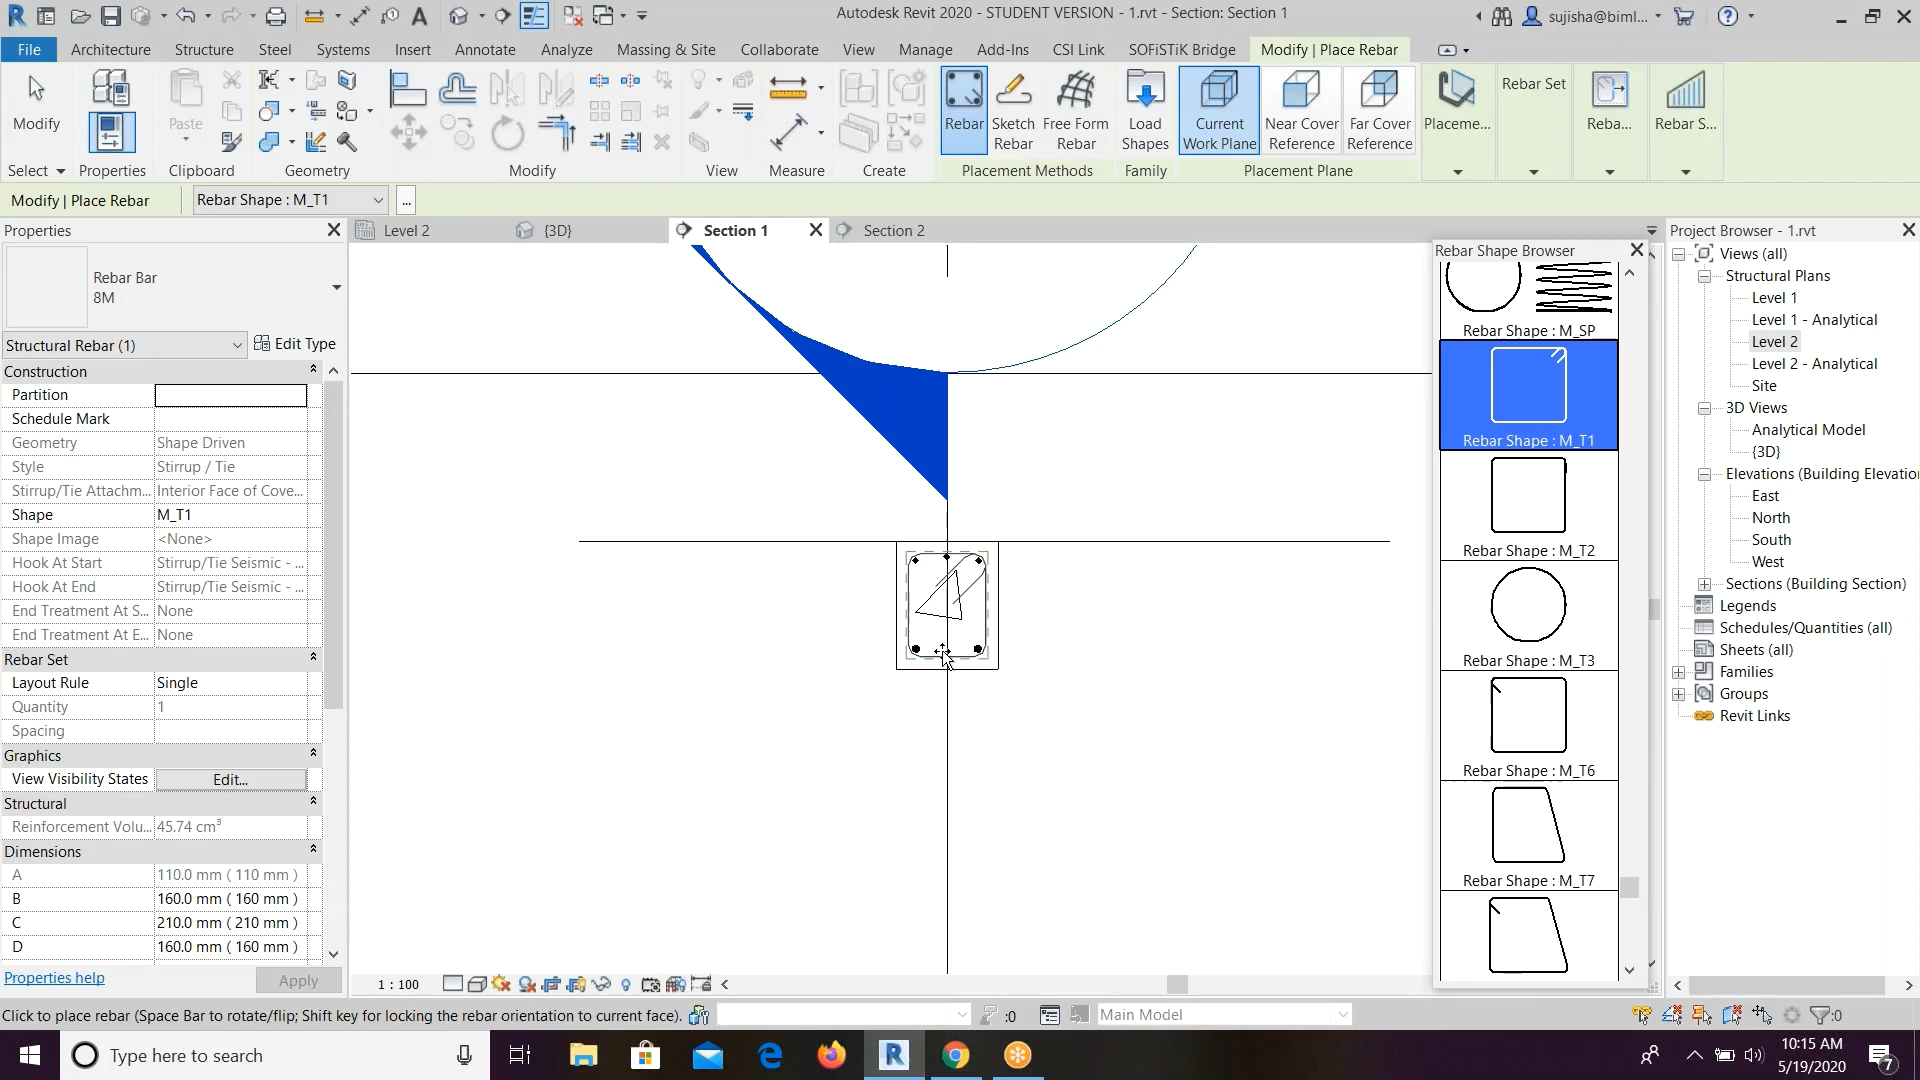 Autodesk Revit 2020 - STUDENT VERSION - 1.rvt - Section: Section 1
sujisha@biml...
File Architecture Structure Steel Systems Insert Annotate Analyze Massing & Site Collaborate View Manage Add-Ins CSI Link SOFiSTiK Bridge Modify | Place Rebar
Modify
Paste
Rebar
Sketch Rebar
Free Form Rebar
Load Shapes
Current Work Plane
Near Cover Reference
Far Cover Reference
Placeme...
Rebar Set
Reba...
Rebar S...
Select Properties Clipboard Geometry Modify View Measure Create Placement Methods Family Placement Plane
Modify | Place Rebar
Rebar Shape : M_T1
...
Properties
Level 2
{3D}
Section 1
Section 2
Rebar Bar
8M
Structural Rebar (1)
Edit Type
Construction
Partition
Schedule Mark
Geometry Shape Driven
Style Stirrup / Tie
Stirrup/Tie Attachm... Interior Face of Cove...
Shape M_T1
Shape Image <None>
Hook At Start Stirrup/Tie Seismic - ...
Hook At End Stirrup/Tie Seismic - ...
End Treatment At S... None
End Treatment At E... None
Rebar Set
Layout Rule Single
Quantity 1
Spacing
Graphics
View Visibility States Edit...
Structural
Reinforcement Volu... 45.74 cm³
Dimensions
A 110.0 mm ( 110 mm )
B 160.0 mm ( 160 mm )
C 210.0 mm ( 210 mm )
D 160.0 mm ( 160 mm )
Properties help
Apply
1 : 100
Rebar Shape Browser
Rebar Shape : M_SP
Rebar Shape : M_T1
Rebar Shape : M_T2
Rebar Shape : M_T3
Rebar Shape : M_T6
Rebar Shape : M_T7
Project Browser - 1.rvt
Views (all)
Structural Plans
Level 1
Level 1 - Analytical
Level 2
Level 2 - Analytical
Site
3D Views
Analytical Model
{3D}
Elevations (Building Elevatio
East
North
South
West
Sections (Building Section)
Legends
Schedules/Quantities (all)
Sheets (all)
Families
Groups
Revit Links
Click to place rebar (Space Bar to rotate/flip; Shift key for locking the rebar orientation to current face).
:0
Main Model
:0
Type here to search
10:15 AM
5/19/2020
7